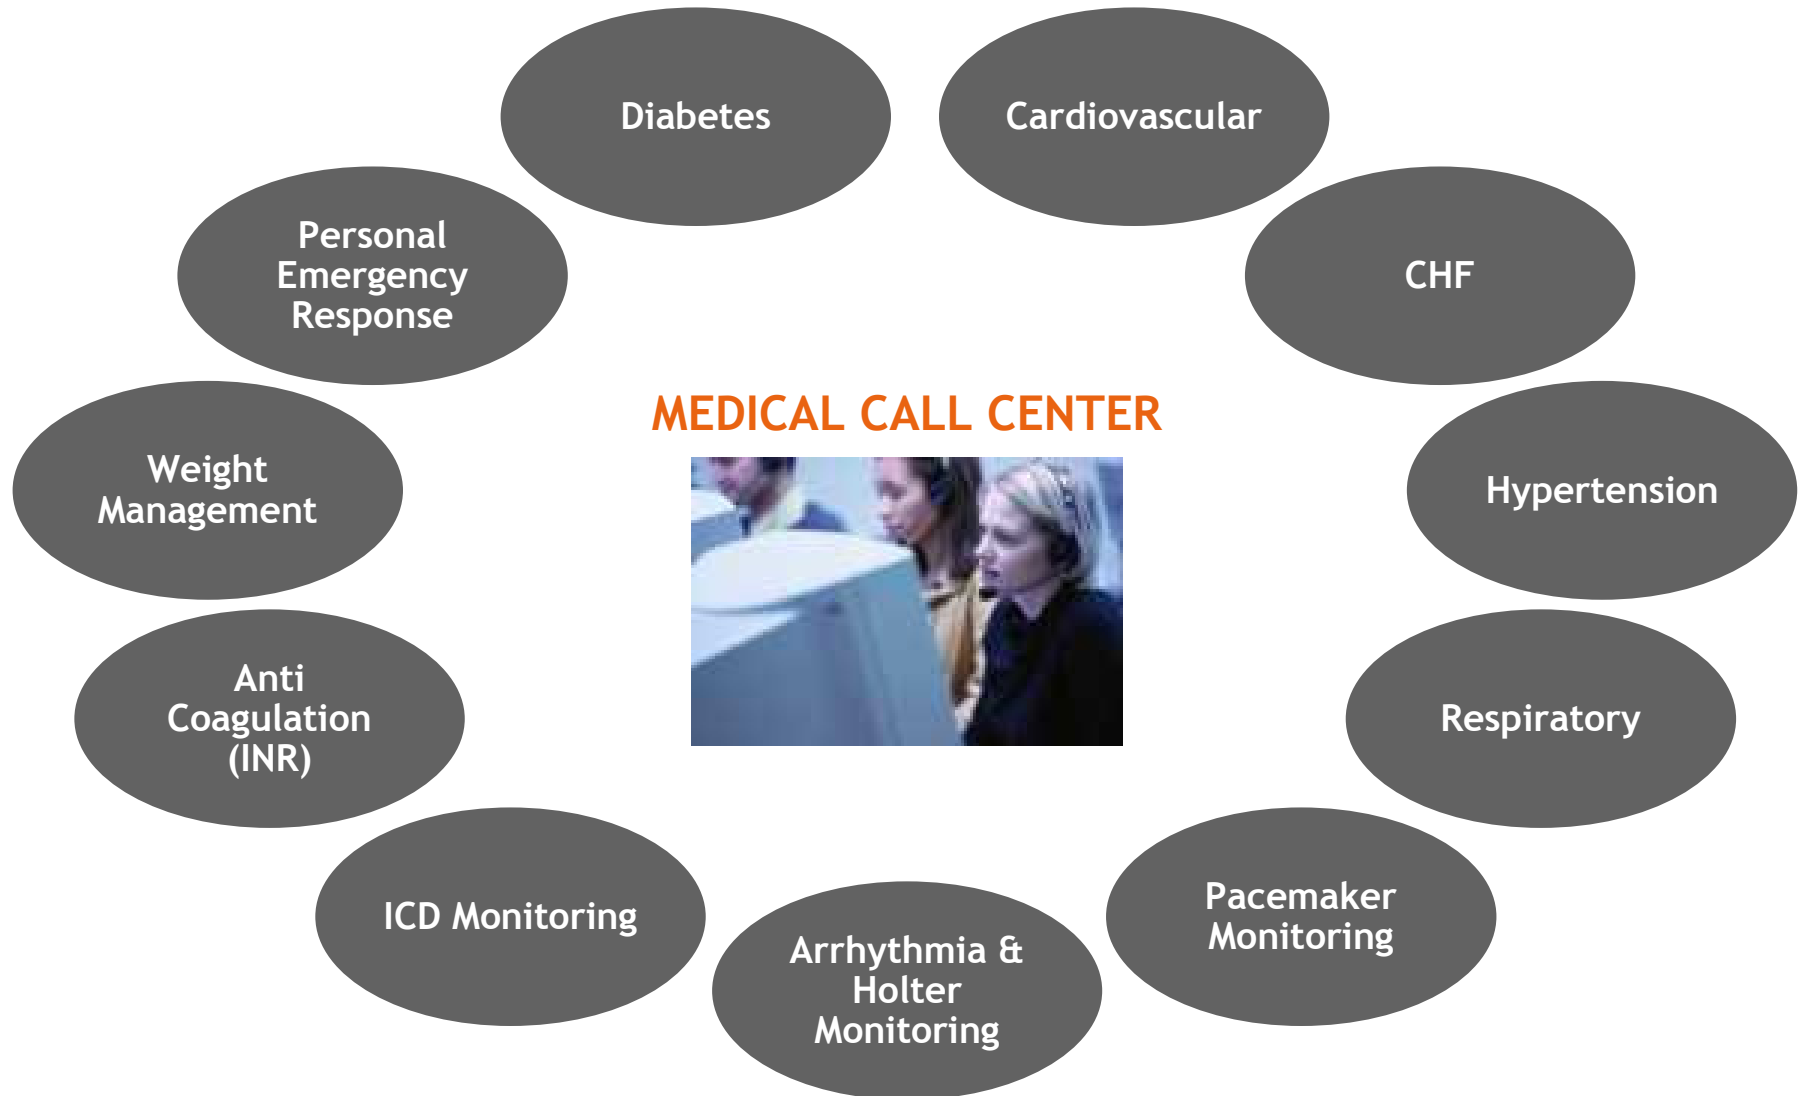 Diabetes
Cardiovascular
Personal
Emergency
Response
CHF
MEDICAL CALL CENTER
Weight
Management
Hypertension
Anti
Coagulation
(INR)
Respiratory
ICD Monitoring
Pacemaker
Monitoring
Arrhythmia &
Holter
Monitoring